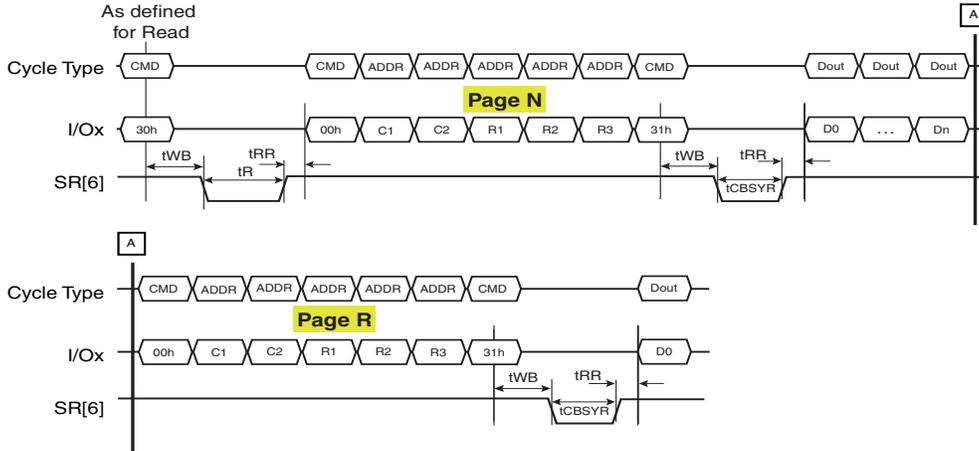 As defined
for Read
A
Cycle Type CMD CMD ADDR ADDR ADDR ADDR ADDR CMD Dout Dout Dout
Page N
I/Ox 30h 00h C1 C2 R1 R2 R3 31h D0 ... Dn
tWB tR tRR tWB tRR
SR[6] tCBSYR
A
Cycle Type CMD ADDR ADDR ADDR ADDR ADDR CMD Dout
Page R
I/Ox 00h C1 C2 R1 R2 R3 31h D0
tWB tRR
SR[6] tCBSYR